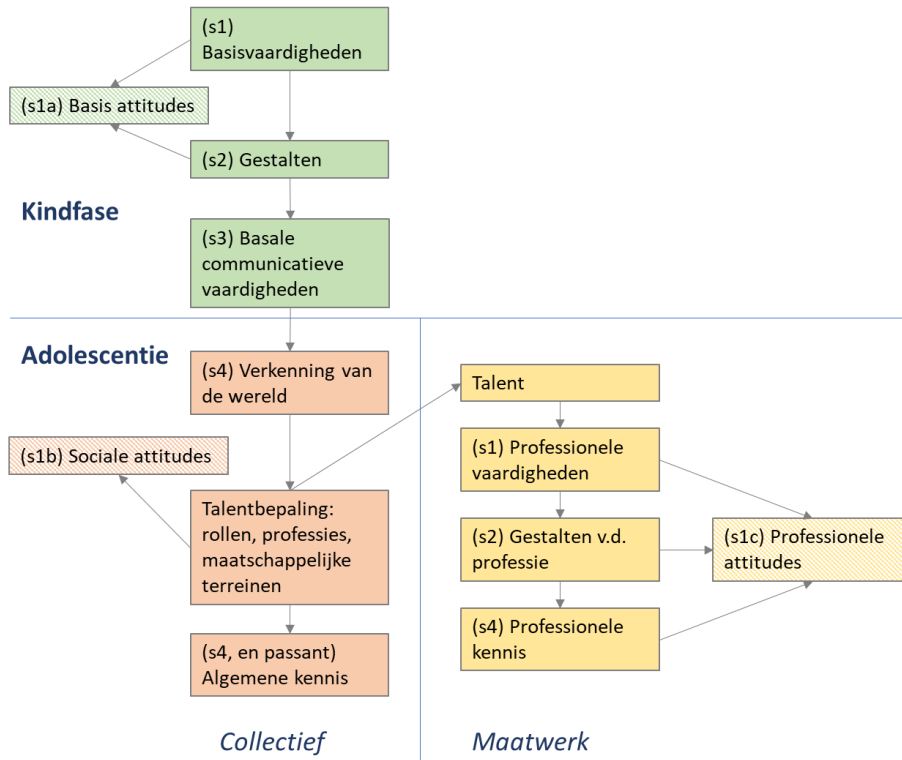 (s1)
Basisvaardigheden
(s1a) Basis attitudes
(s2) Gestalten
Kindfase
(s3) Basale
communicatieve
vaardigheden
Adolescentie
(s4) Verkenning van
de wereld
(s1b) Sociale attitudes
Talentbepaling:
rollen, professies,
maatschappelijke
terreinen
(s4, en passant)
Algemene kennis
Collectief
Talent
(s1) Professionele
vaardigheden
(s2) Gestalten v.d.
professie
(s1c) Professionele
attitudes
(s4) Professionele
kennis
Maatwerk